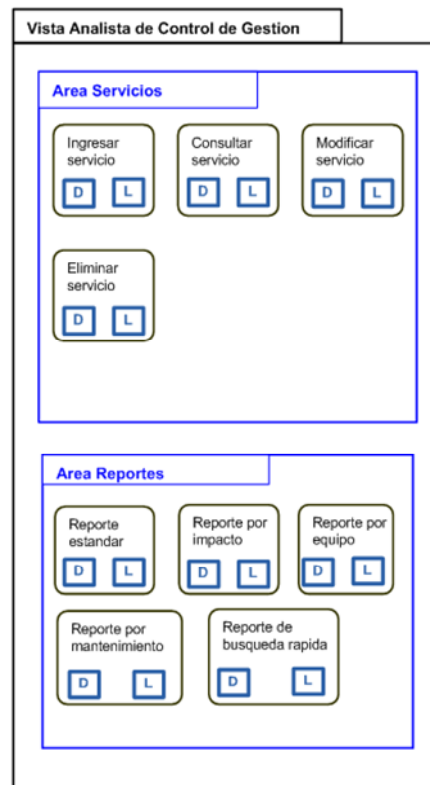 Vista Analista de Control de Gestion
Area Servicios
Ingresar
servicio
D L
Consultar
servicio
D L
Modificar
servicio
D L
Eliminar
servicio
D L
Area Reportes
Reporte
estandar
D L
Reporte por
impacto
D L
Reporte por
equipo
D L
Reporte por
mantenimiento
D L
Reporte de
busqueda rapida
D L